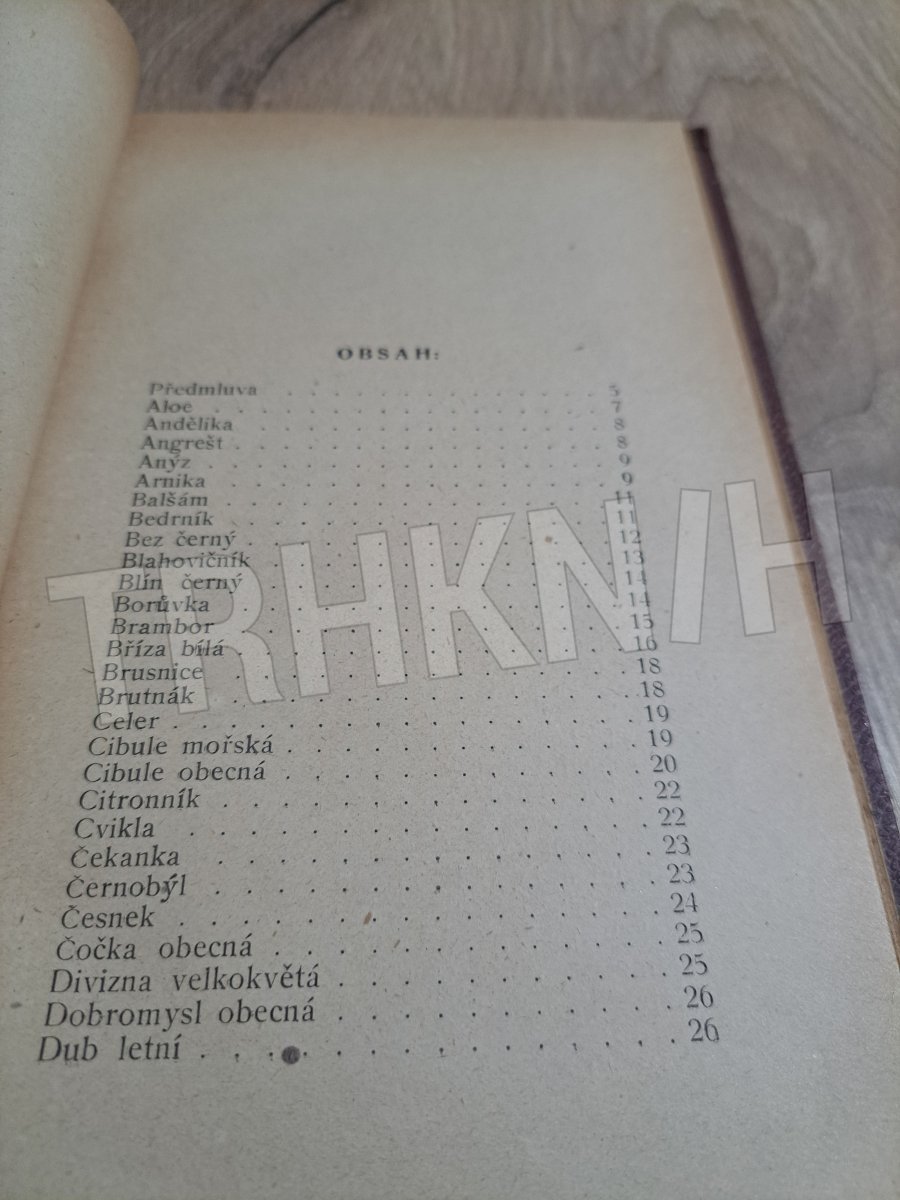 OBSAH:
Předmluva . . . . . . . . . . . . 5
Aloe . . . . . . . . . . . . . . 7
Andělika . . . . . . . . . . . . . 8
Angrešt . . . . . . . . . . . . . 8
Anýz . . . . . . . . . . . . . . 9
Arnika . . . . . . . . . . . . . 9
Balšám . . . . . . . . . . . . . 11
Bedrník . . . . . . . . . . . . . 11
Bez černý . . . . . . . . . . . . 12
Blahovičník . . . . . . . . . . . 13
Blín černý . . . . . . . . . . . . 14
Borůvka . . . . . . . . . . . . . 14
Brambor . . . . . . . . . . . . . 15
Bříza bílá . . . . . . . . . . . . 16
Brusnice . . . . . . . . . . . . . 18
Brutnák . . . . . . . . . . . . . 18
Celer . . . . . . . . . . . . . . 19
Cibule mořská . . . . . . . . . . 19
Cibule obecná . . . . . . . . . . 20
Citronník . . . . . . . . . . . . 22
Cvikla . . . . . . . . . . . . . 22
Čekanka . . . . . . . . . . . . . 23
Černobýl . . . . . . . . . . . . . 23
Česnek . . . . . . . . . . . . . 24
Čočka obecná . . . . . . . . . . . 25
Divizna velkokvětá . . . . . . . . 25
Dobromysl obecná . . . . . . . . . 26
Dub letní . . . . . . . . . . . . 26
TRHKNIH